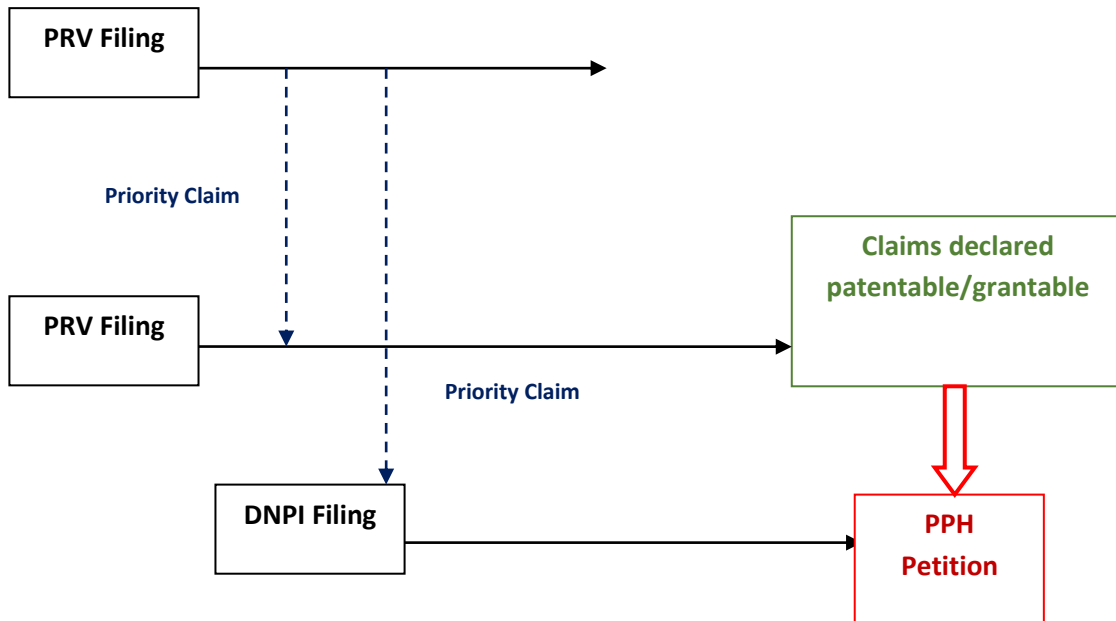 PRV Filing
Priority Claim
Claims declared
patentable/grantable
PRV Filing
Priority Claim
DNPI Filing
PPH
Petition